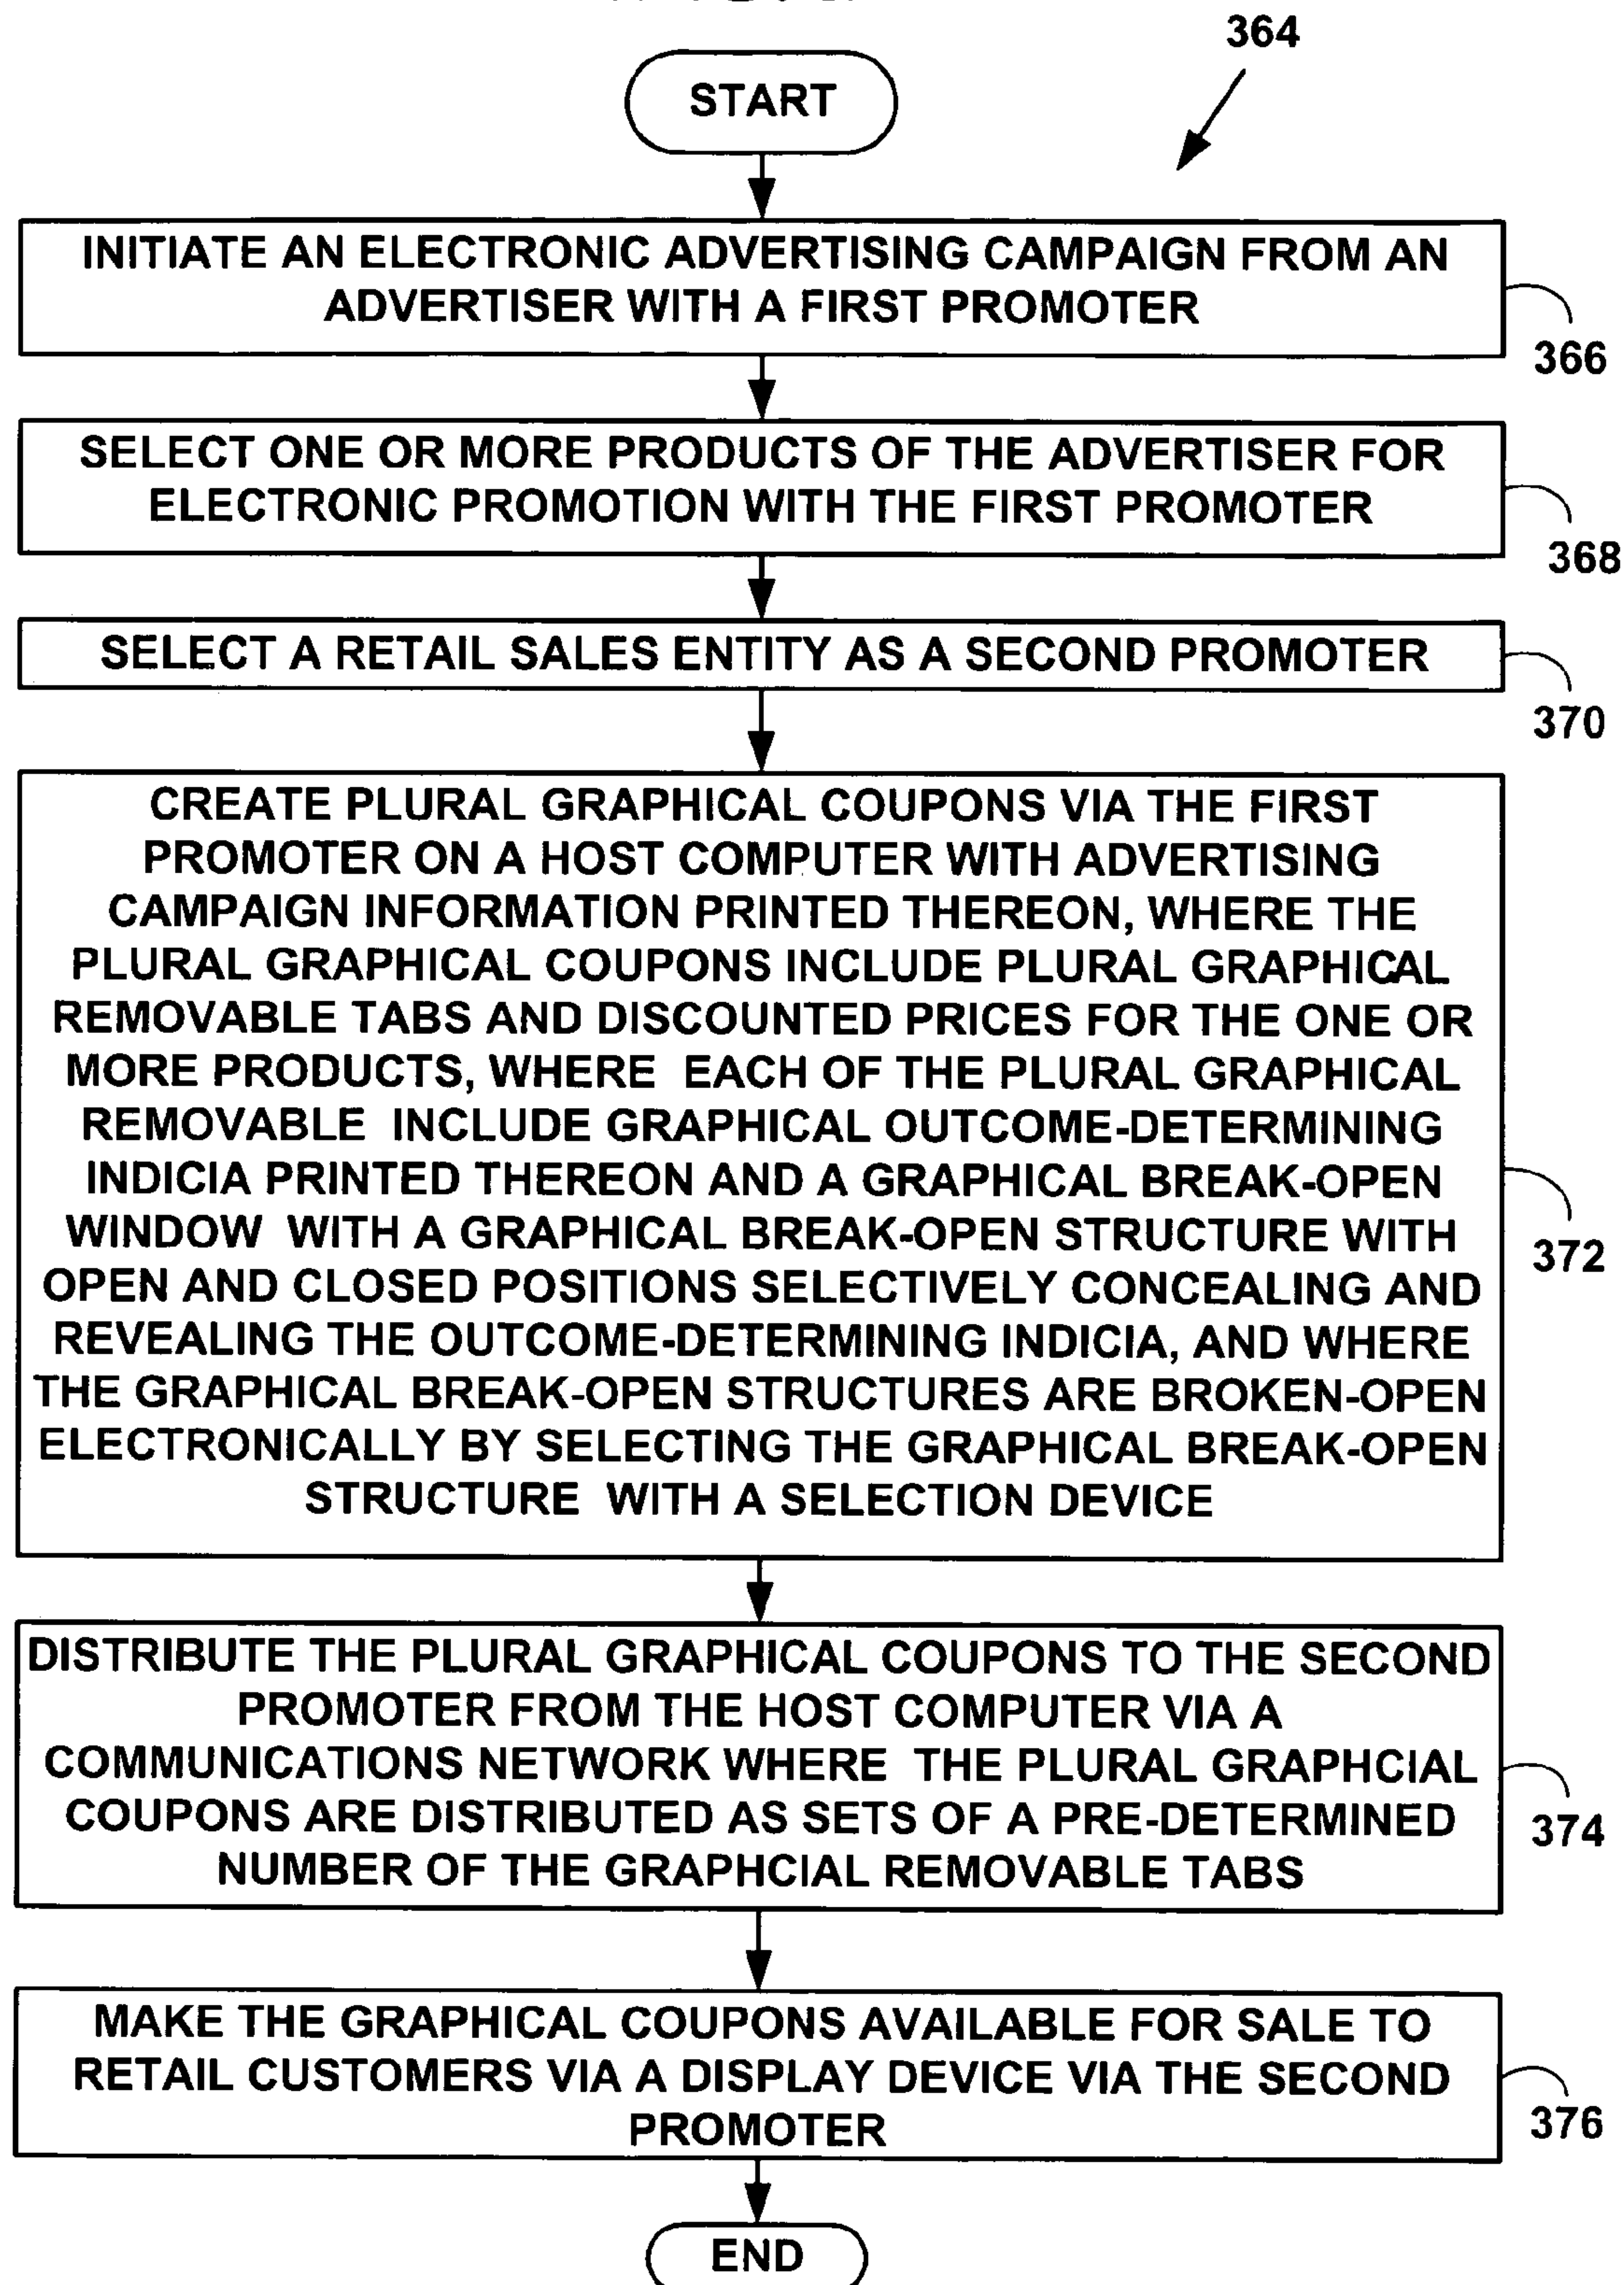 364
START
INITIATE AN ELECTRONIC ADVERTISING CAMPAIGN FROM AN
ADVERTISER WITH A FIRST PROMOTER
366
SELECT ONE OR MORE PRODUCTS OF THE ADVERTISER FOR
ELECTRONIC PROMOTION WITH THE FIRST PROMOTER
368
SELECT A RETAIL SALES ENTITY AS A SECOND PROMOTER
370
CREATE PLURAL GRAPHICAL COUPONS VIA THE FIRST
PROMOTER ON A HOST COMPUTER WITH ADVERTISING
CAMPAIGN INFORMATION PRINTED THEREON, WHERE THE
PLURAL GRAPHICAL COUPONS INCLUDE PLURAL GRAPHICAL
REMOVABLE TABS AND DISCOUNTED PRICES FOR THE ONE OR
MORE PRODUCTS, WHERE EACH OF THE PLURAL GRAPHICAL
REMOVABLE INCLUDE GRAPHICAL OUTCOME-DETERMINING
INDICIA PRINTED THEREON AND A GRAPHICAL BREAK-OPEN
WINDOW WITH A GRAPHICAL BREAK-OPEN STRUCTURE WITH
OPEN AND CLOSED POSITIONS SELECTIVELY CONCEALING AND
REVEALING THE OUTCOME-DETERMINING INDICIA, AND WHERE
THE GRAPHICAL BREAK-OPEN STRUCTURES ARE BROKEN-OPEN
ELECTRONICALLY BY SELECTING THE GRAPHICAL BREAK-OPEN
STRUCTURE WITH A SELECTION DEVICE
372
DISTRIBUTE THE PLURAL GRAPHICAL COUPONS TO THE SECOND
PROMOTER FROM THE HOST COMPUTER VIA A
COMMUNICATIONS NETWORK WHERE THE PLURAL GRAPHCIAL
COUPONS ARE DISTRIBUTED AS SETS OF A PRE-DETERMINED
NUMBER OF THE GRAPHCIAL REMOVABLE TABS
374
MAKE THE GRAPHICAL COUPONS AVAILABLE FOR SALE TO
RETAIL CUSTOMERS VIA A DISPLAY DEVICE VIA THE SECOND
PROMOTER
376
END